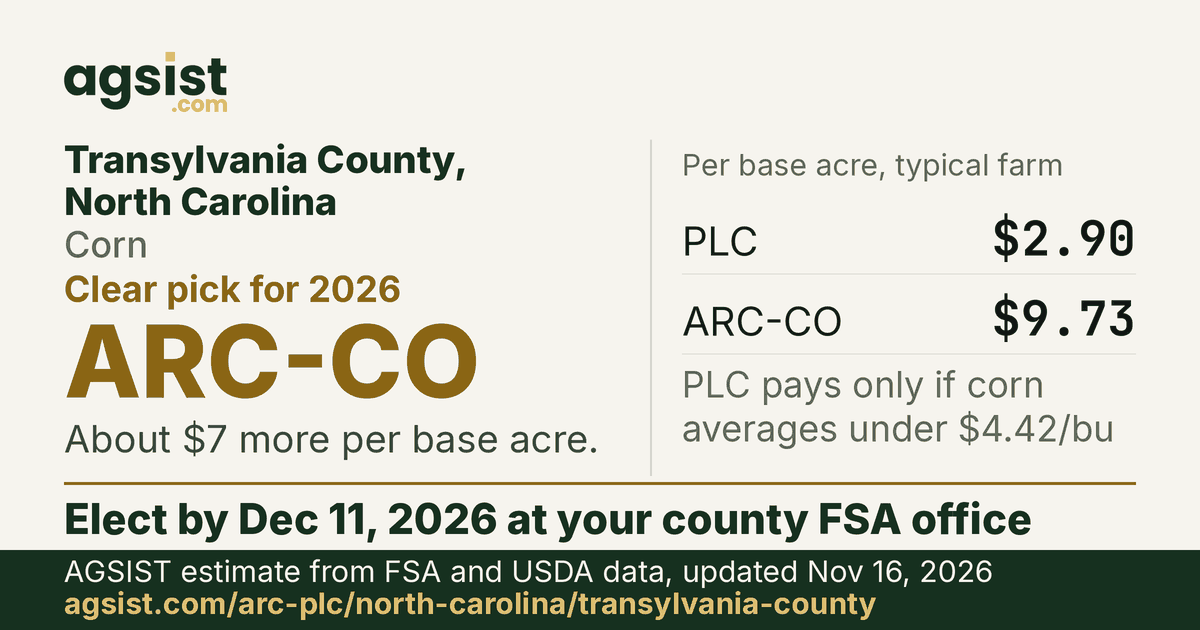 agsist
.com
Transylvania County,
North Carolina
Corn
Clear pick for 2026
ARC-CO
About $7 more per base acre.
Per base acre, typical farm
PLC $2.90
ARC-CO $9.73
PLC pays only if corn
averages under $4.42/bu
Elect by Dec 11, 2026 at your county FSA office
AGSIST estimate from FSA and USDA data, updated Nov 16, 2026
agsist.com/arc-plc/north-carolina/transylvania-county